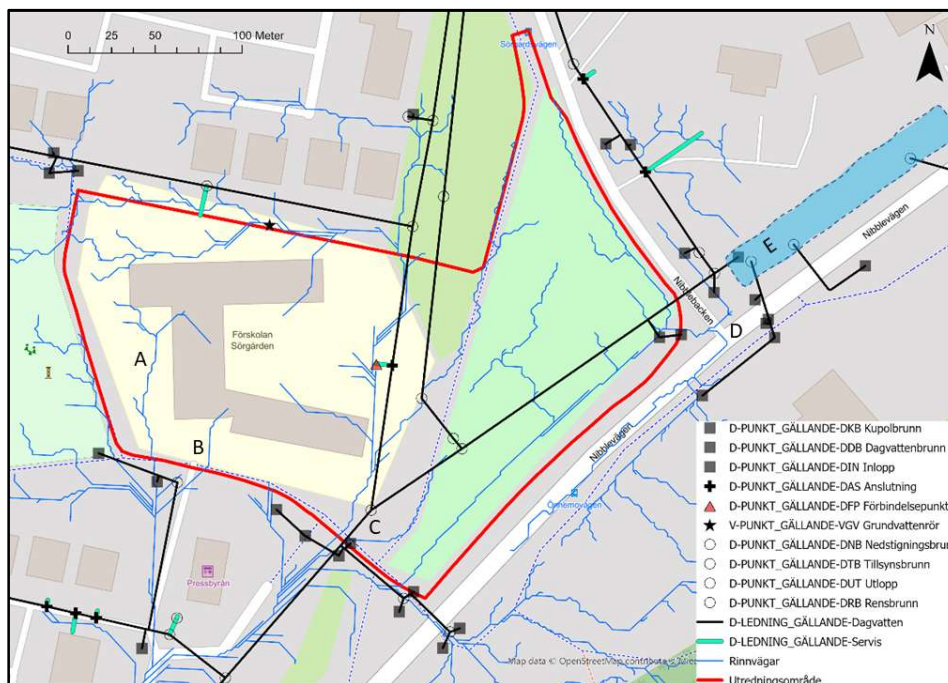 0 25 50 100 Meter
N
Sörgårdsvägen
Nibblevägen
E
Nibblebacken
D
Förskolan
Sörgården
A
B
C
Nibblevägen
Pressbyrån
D-PUNKT_GÄLLANDE-DKB Kupolbrunn
D-PUNKT_GÄLLANDE-DDB Dagvattenbrunn
D-PUNKT_GÄLLANDE-DIN Inlopp
D-PUNKT_GÄLLANDE-DAS Anslutning
D-PUNKT_GÄLLANDE-DFP Förbindelsepunkt
V-PUNKT_GÄLLANDE-VGV Grundvattenrör
D-PUNKT_GÄLLANDE-DNB Nedstigningsbrun
D-PUNKT_GÄLLANDE-DTB Tillsynsbrunn
D-PUNKT_GÄLLANDE-DUT Utlopp
D-PUNKT_GÄLLANDE-DRB Rensbrunn
D-LEDNING_GÄLLANDE-Dagvatten
D-LEDNING_GÄLLANDE-Servis
Rinnvägar
Utredningsområde
Map data © OpenStreetMap contributors